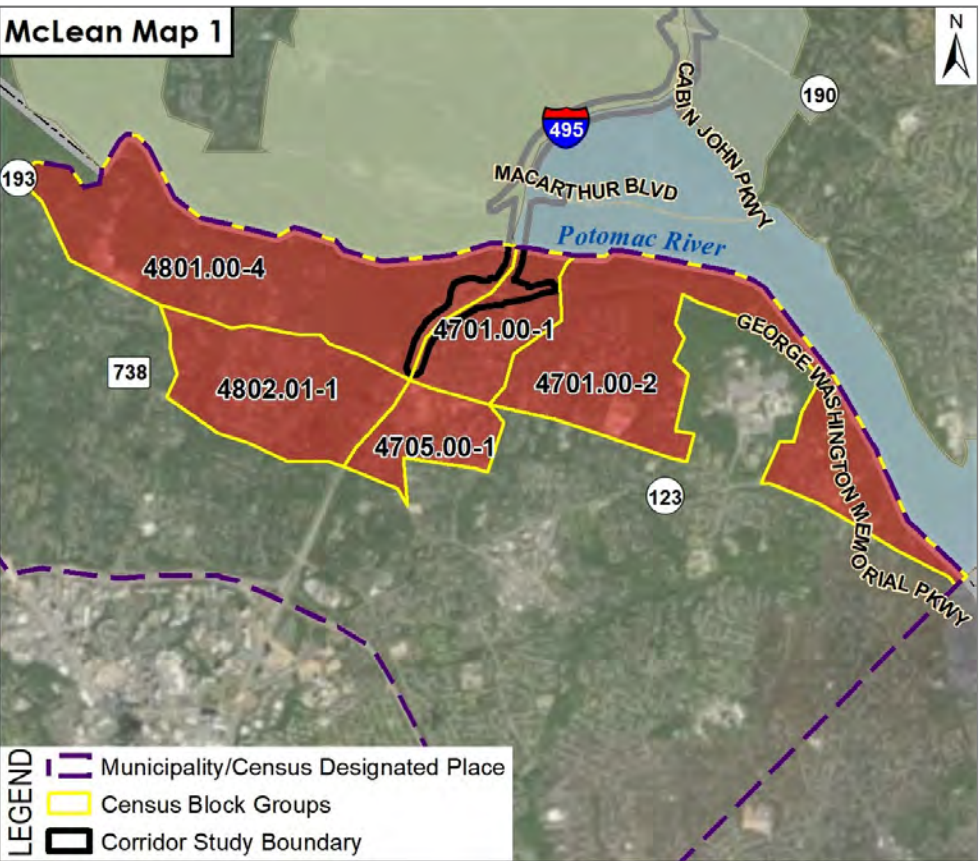 McLean Map 1
N
190
CABIN JOHN PKWY
495
MACARTHUR BLVD
193
Potomac River
4801.00-4
4701.00-1
GEORGE WASHINGTON MEMORIAL PKWY
738
4802.01-1
4701.00-2
4705.00-1
123
LEGEND
Municipality/Census Designated Place
Census Block Groups
Corridor Study Boundary